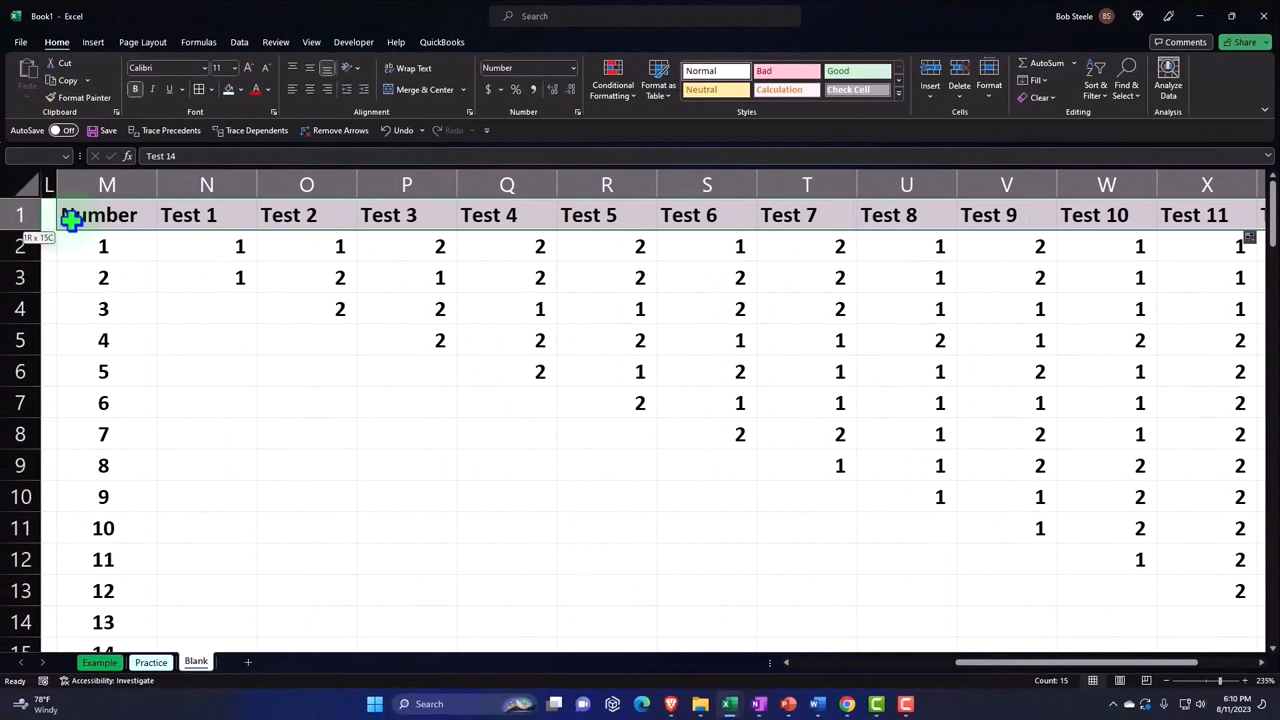 Book1 - Excel
Search
Bob Steele
BS
File Home Insert Page Layout Formulas Data Review View Developer Help QuickBooks
Comments
Share
Cut
Copy
Format Painter
Paste
Calibri 11
B I U
Wrap Text
Merge & Center
Number
$ % ,
Conditional Formatting
Format as Table
Normal Bad Good
Neutral Calculation Check Cell
Insert Delete Format
AutoSum
Fill
Clear
Sort & Filter
Find & Select
Analyze Data
Clipboard Font Alignment Number Styles Cells Editing Analysis
AutoSave Off Save Trace Precedents Trace Dependents Remove Arrows Undo Redo
fx Test 14
L M N O P Q R S T U V W X
1 Number Test 1 Test 2 Test 3 Test 4 Test 5 Test 6 Test 7 Test 8 Test 9 Test 10 Test 11
1R x 15C
2 1 1 1 2 2 2 1 2 1 2 1 1
3 2 1 2 1 2 2 2 2 1 2 1 1
4 3 2 2 1 1 2 2 1 1 1 1
5 4 2 2 2 1 1 2 1 2 2
6 5 2 1 2 1 1 2 1 2
7 6 2 1 1 1 1 1 2
8 7 2 2 1 2 1 2
9 8 1 1 2 2 2
10 9 1 1 2 2
11 10 1 2 2
12 11 1 2
13 12 2
14 13
15 14
Example Practice Blank
Ready Accessibility: Investigate
Count: 15
235%
78°F
Windy
Search
6:10 PM
8/11/2023